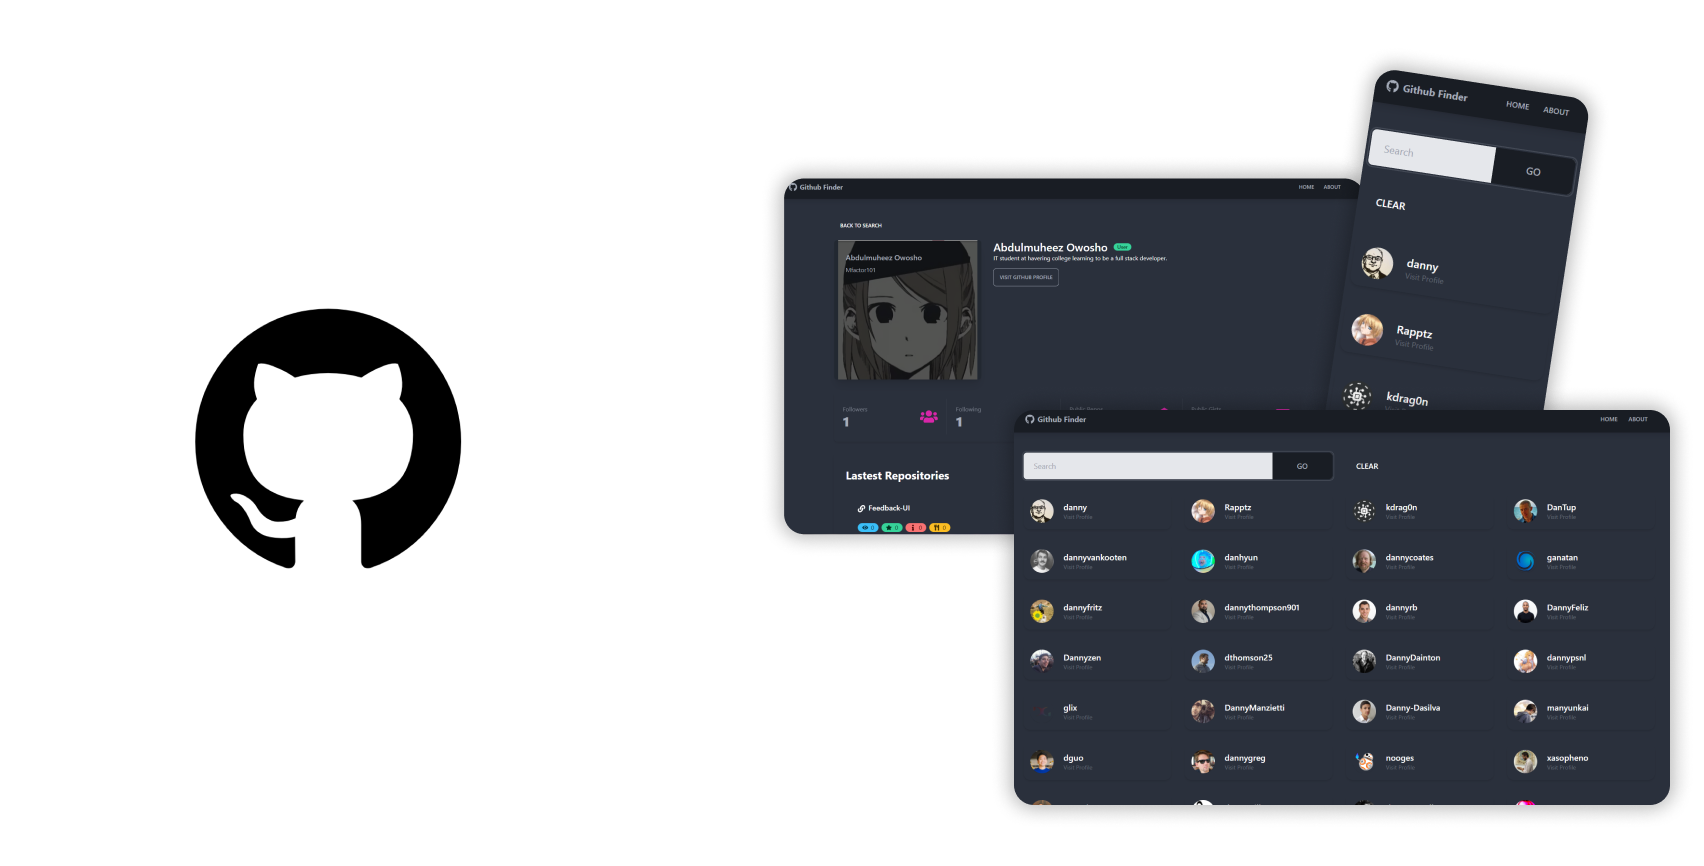 Github Finder
HOME ABOUT
BACK TO SEARCH
Abdulmuheez Owosho
Mfactor101
Abdulmuheez Owosho User
IT student at havering college learning to be a full stack developer.
VISIT GITHUB PROFILE
Followers
1
Following
1
Lastest Repositories
Feedback-UI
0 0 0 0
Github Finder
HOME ABOUT
Search GO
CLEAR
danny
Visit Profile
Rapptz
Visit Profile
kdrag0n
Github Finder
HOME ABOUT
Search GO CLEAR
danny Rapptz kdrag0n DanTup
Visit Profile Visit Profile Visit Profile Visit Profile
dannyvankooten danhyun dannycoates ganatan
Visit Profile Visit Profile Visit Profile Visit Profile
dannyfritz dannythompson901 dannyrb DannyFeliz
Visit Profile Visit Profile Visit Profile Visit Profile
Dannyzen dthomson25 DannyDainton dannypsnl
Visit Profile Visit Profile Visit Profile Visit Profile
glix DannyManzietti Danny-Dasilva manyunkai
Visit Profile Visit Profile Visit Profile Visit Profile
dguo dannygreg nooges xasopheno
Visit Profile Visit Profile Visit Profile Visit Profile